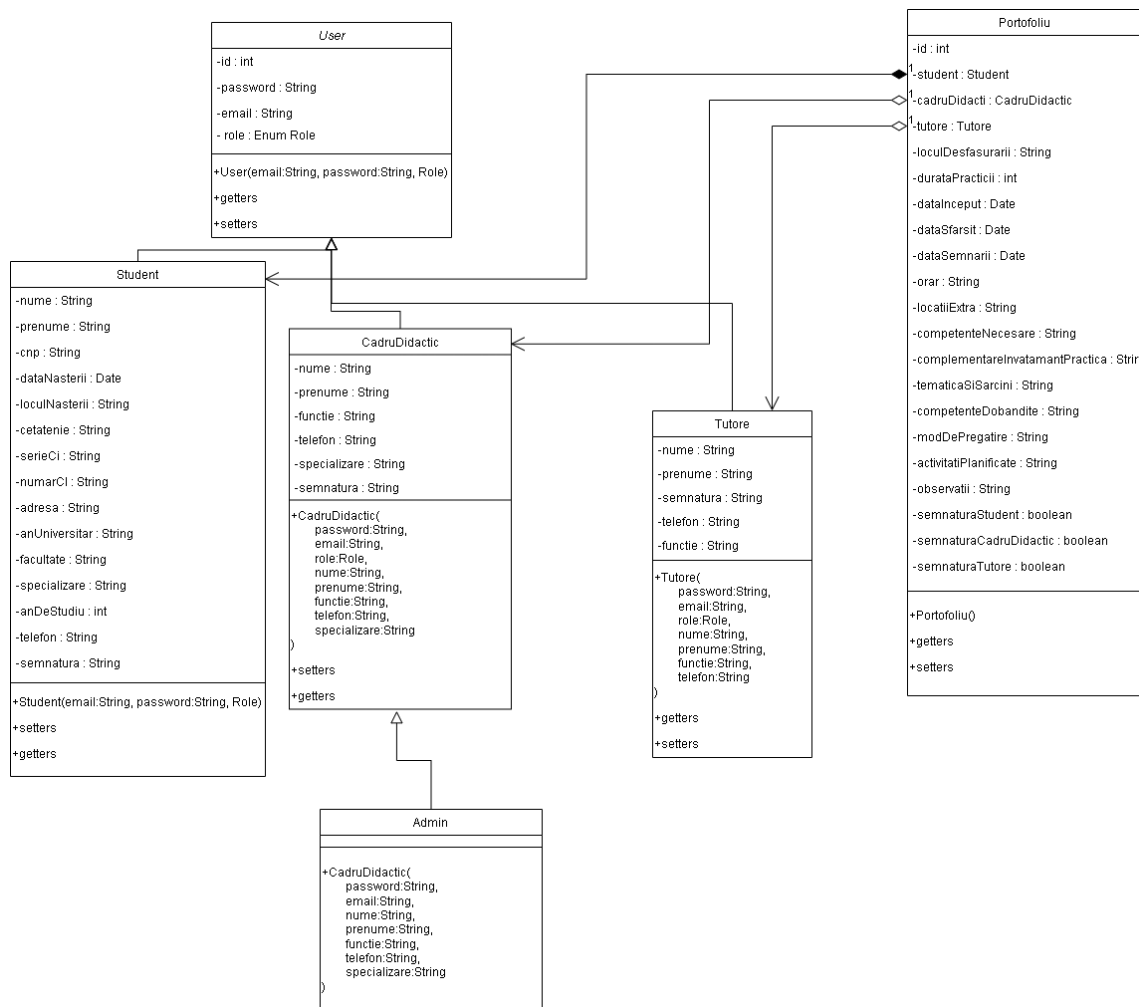 User
-id : int
-password : String
-email : String
- role : Enum Role
+User(email:String, password:String, Role)
+getters
+setters
Portofoliu
-id : int
1
-student : Student
1
-cadruDidacti : CadruDidactic
1
-tutore : Tutore
-loculDesfasurarii : String
-durataPracticii : int
-dataInceput : Date
-dataSfarsit : Date
-dataSemnarii : Date
-orar : String
-locatiiExtra : String
-competenteNecesare : String
-complementareInvatamantPractica : Strin
-tematicaSiSarcini : String
-competenteDobandite : String
-modDePregatire : String
-activitatiPlanificate : String
-observatii : String
-semnaturaStudent : boolean
-semnaturaCadruDidactic : boolean
-semnaturaTutore : boolean
+Portofoliu()
+getters
+setters
Student
-nume : String
-prenume : String
-cnp : String
-dataNasterii : Date
-loculNasterii : String
-cetatenie : String
-serieCi : String
-numarCI : String
-adresa : String
-anUniversitar : String
-facultate : String
-specializare : String
-anDeStudiu : int
-telefon : String
-semnatura : String
+Student(email:String, password:String, Role)
+setters
+getters
CadruDidactic
-nume : String
-prenume : String
-functie : String
-telefon : String
-specializare : String
-semnatura : String
+CadruDidactic(
password:String,
email:String,
role:Role,
nume:String,
prenume:String,
functie:String,
telefon:String,
specializare:String
)
+setters
+getters
Tutore
-nume : String
-prenume : String
-semnatura : String
-telefon : String
-functie : String
+Tutore(
password:String,
email:String,
role:Role,
nume:String,
prenume:String,
functie:String,
telefon:String
)
+getters
+setters
Admin
+CadruDidactic(
password:String,
email:String,
nume:String,
prenume:String,
functie:String,
telefon:String,
specializare:String
)